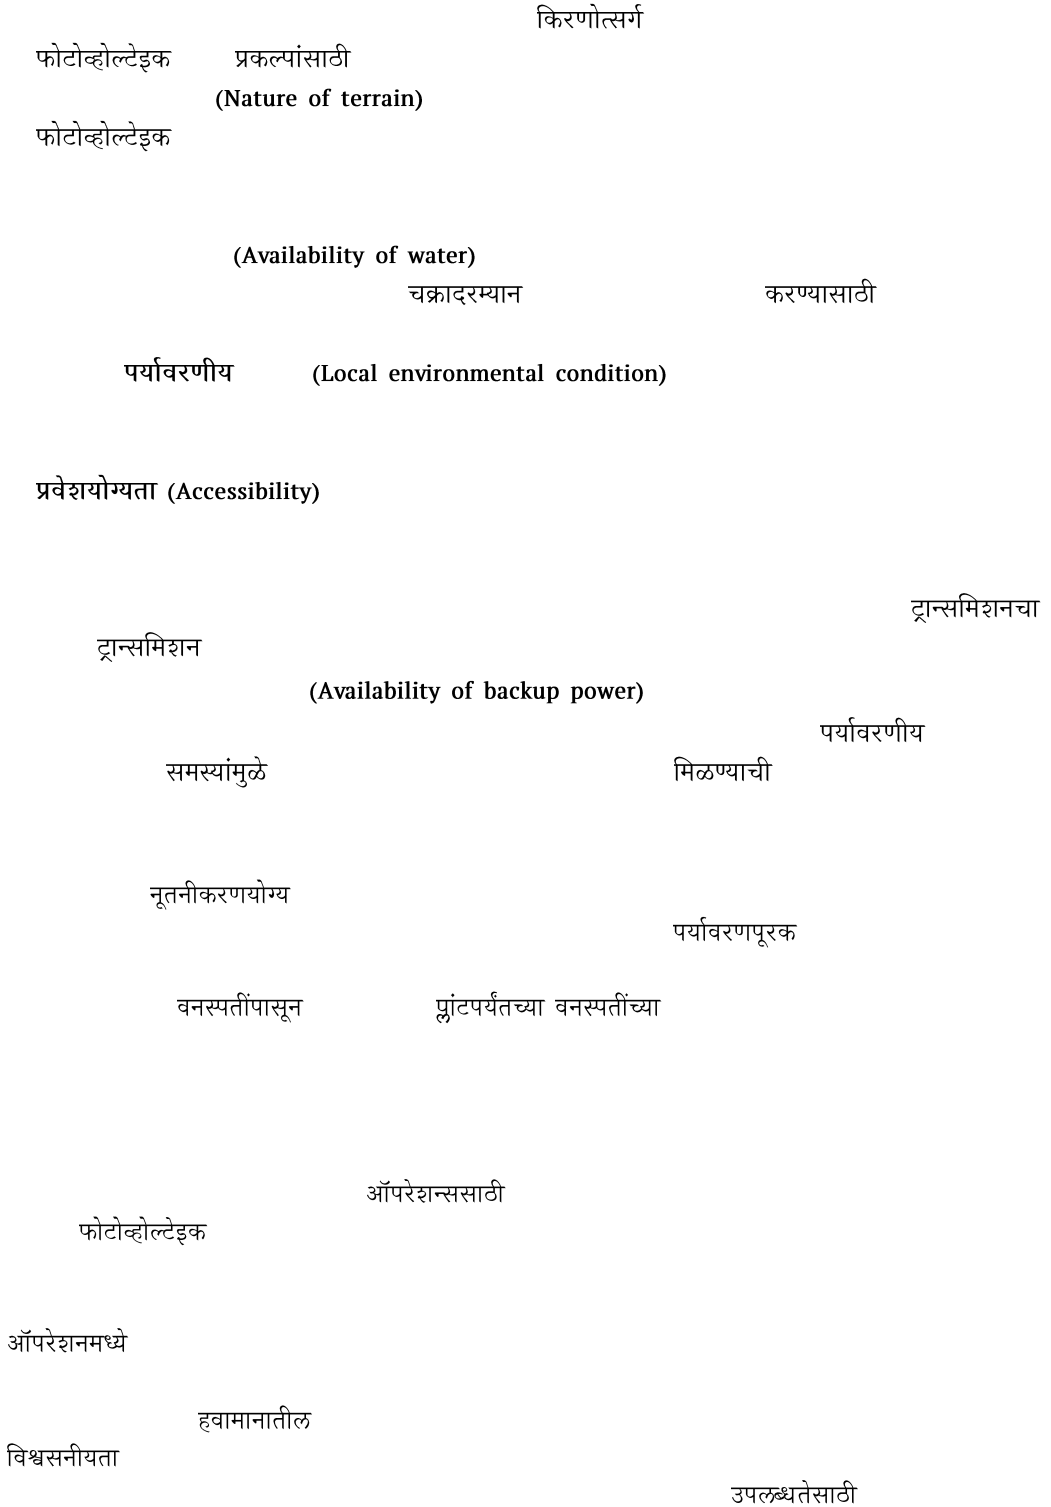 किरणोत्सर्ग
फोटोव्होल्टेइक प्रकल्पांसाठी
(Nature of terrain)
फोटोव्होल्टेइक
(Availability of water)
चक्रादरम्यान करण्यासाठी
पर्यावरणीय (Local environmental condition)
प्रवेशयोग्यता (Accessibility)
ट्रान्समिशनचा
ट्रान्समिशन
(Availability of backup power)
पर्यावरणीय
समस्यांमुळे मिळण्याची
नूतनीकरणयोग्य
पर्यावरणपूरक
वनस्पतींपासून प्लांटपर्यंतच्या वनस्पतींच्या
ऑपरेशन्ससाठी
फोटोव्होल्टेइक
ऑपरेशनमध्ये
हवामानातील
विश्वसनीयता
उपलब्धतेसाठी